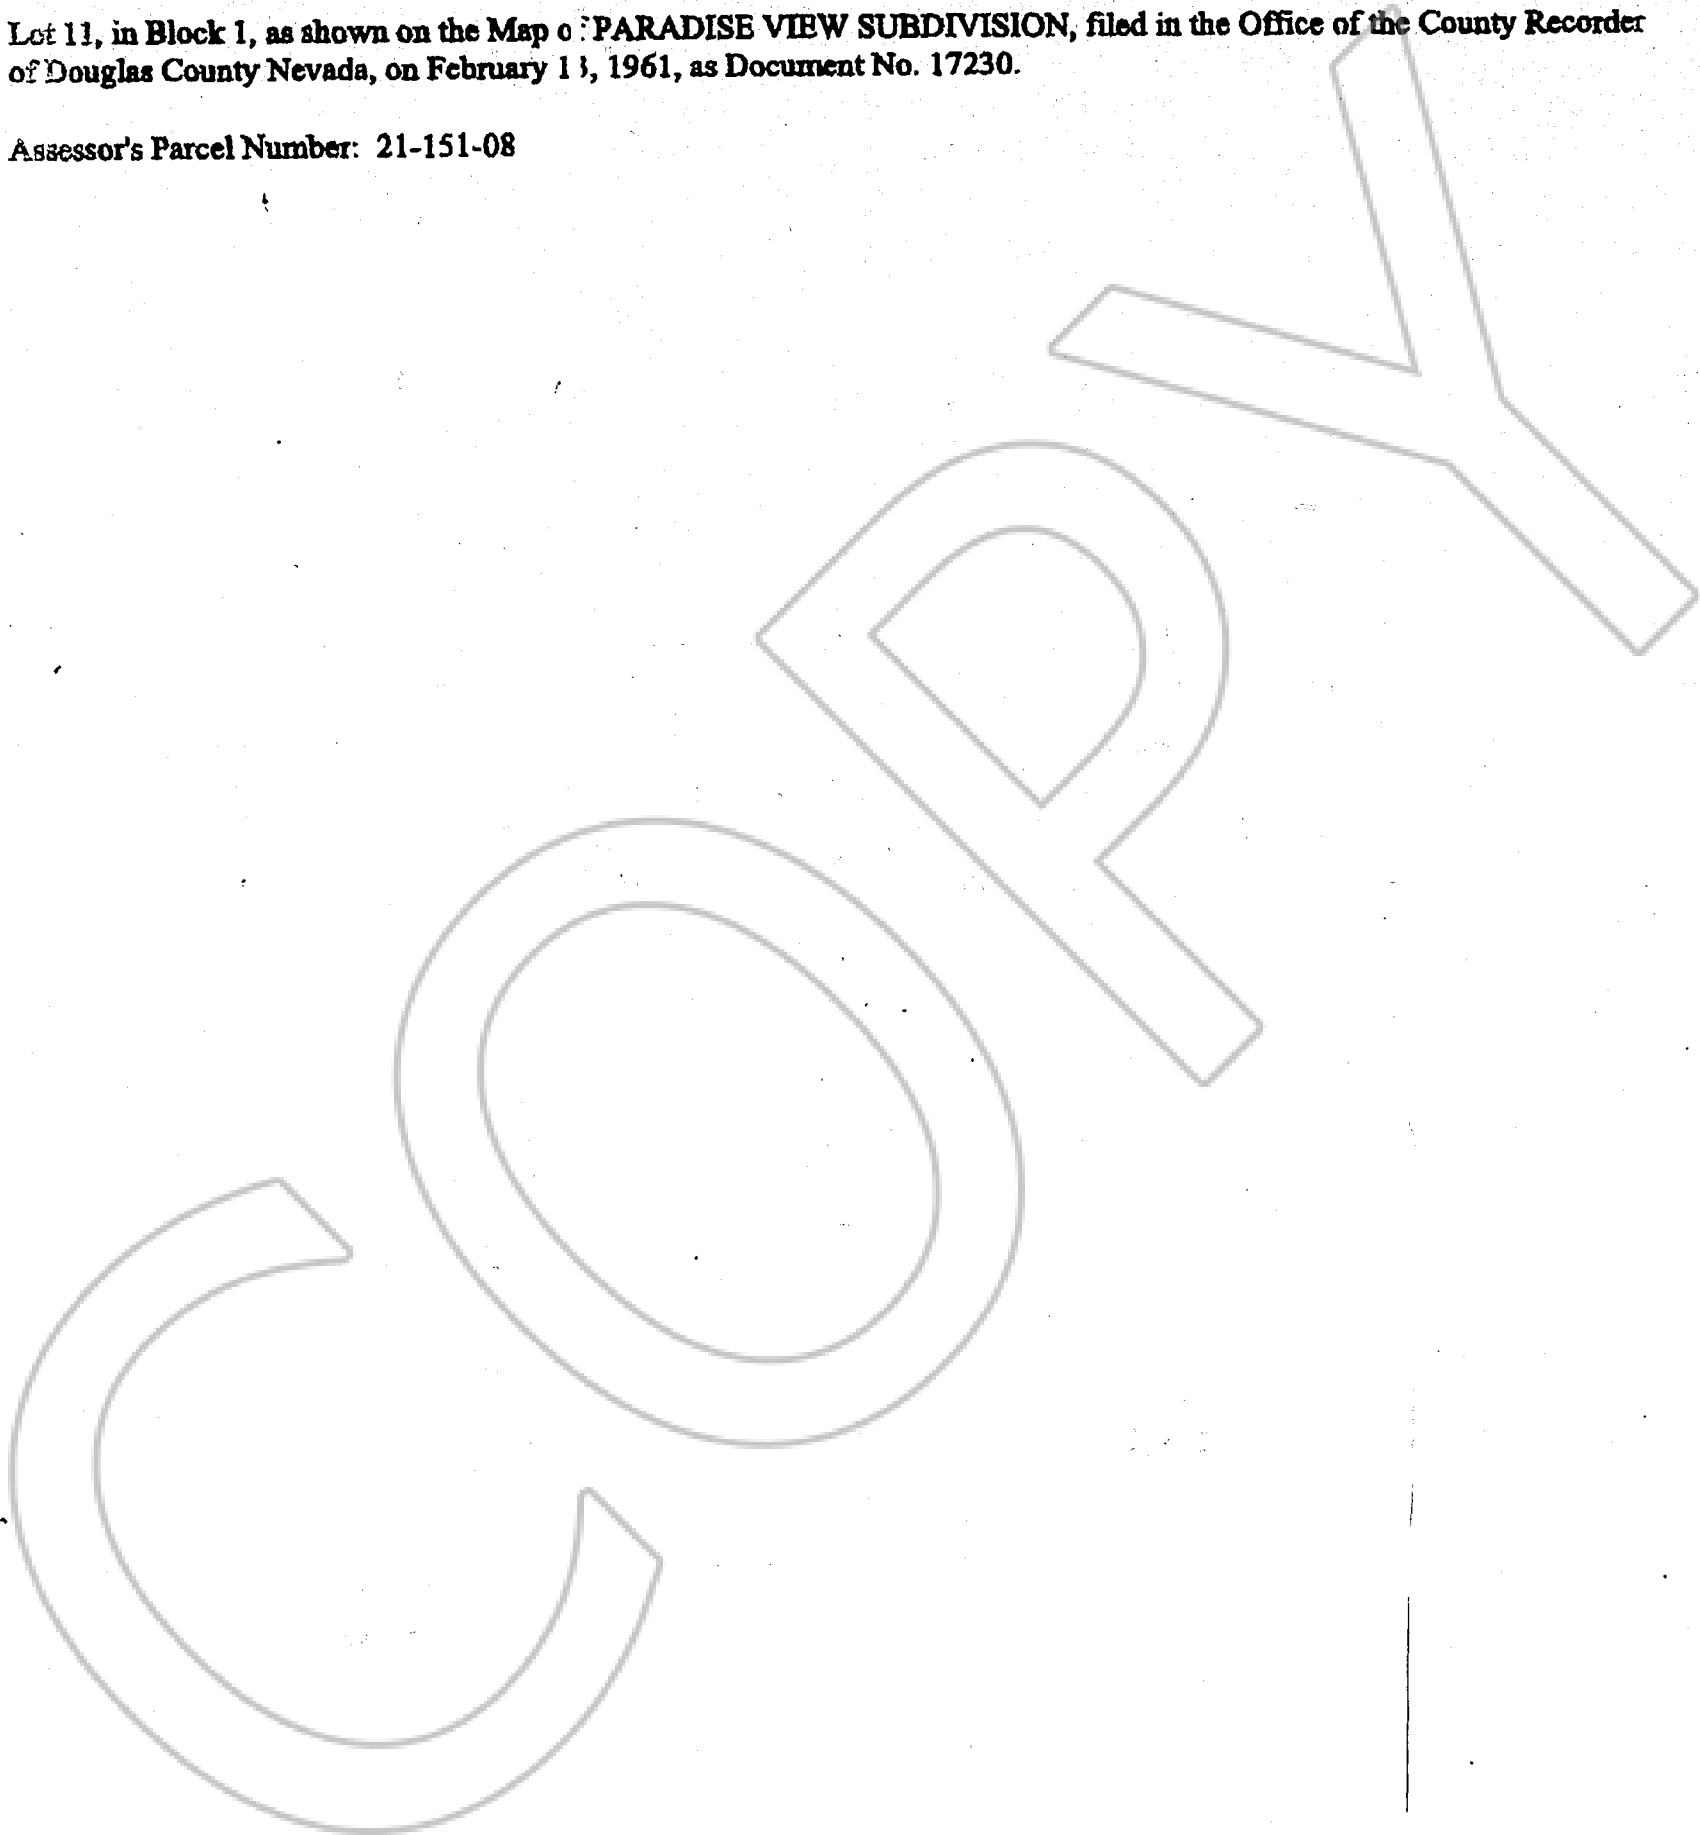 Lot 11, in Block 1, as shown on the Map of PARADISE VIEW SUBDIVISION, filed in the Office of the County Recorder
of Douglas County Nevada, on February 13, 1961, as Document No. 17230.
Assessor's Parcel Number: 21-151-08
COPY